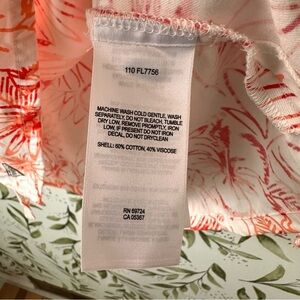 110 FL7756
MACHINE WASH COLD GENTLE, WASH
SEPARATELY, DO NOT BLEACH, TUMBLE
DRY LOW, REMOVE PROMPTLY, IRON
LOW, IF PRESENT DO NOT IRON
DECAL, DO NOT DRYCLEAN
SHELL: 60% COTTON, 40% VISCOSE
RN 69724
CA 05367